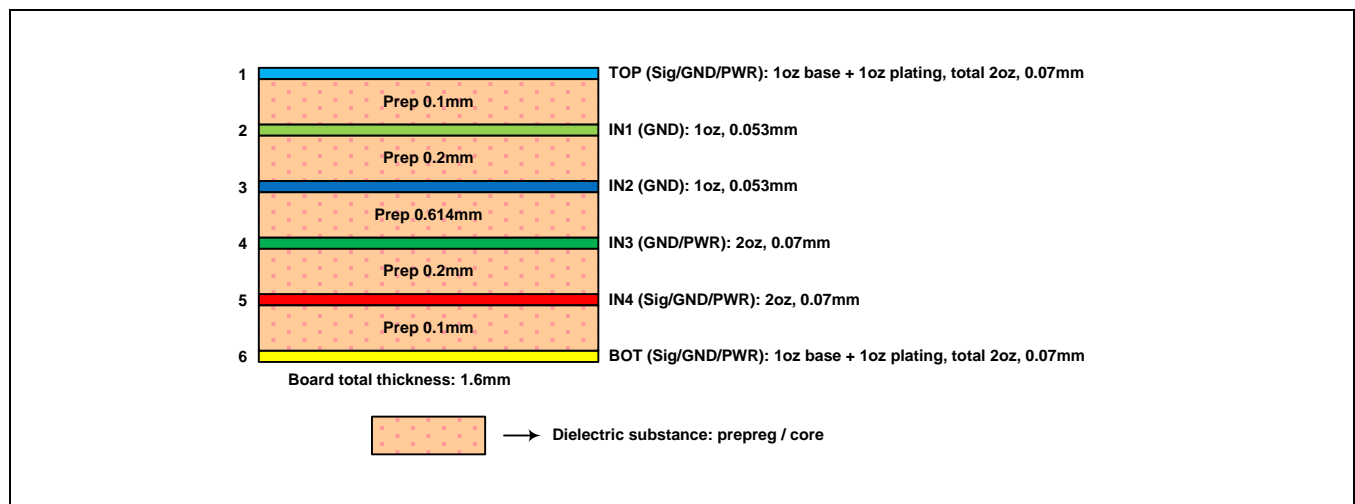 1 TOP (Sig/GND/PWR): 1oz base + 1oz plating, total 2oz, 0.07mm
Prep 0.1mm
2 IN1 (GND): 1oz, 0.053mm
Prep 0.2mm
3 IN2 (GND): 1oz, 0.053mm
Prep 0.614mm
4 IN3 (GND/PWR): 2oz, 0.07mm
Prep 0.2mm
5 IN4 (Sig/GND/PWR): 2oz, 0.07mm
Prep 0.1mm
6 BOT (Sig/GND/PWR): 1oz base + 1oz plating, total 2oz, 0.07mm
Board total thickness: 1.6mm
Dielectric substance: prepreg / core